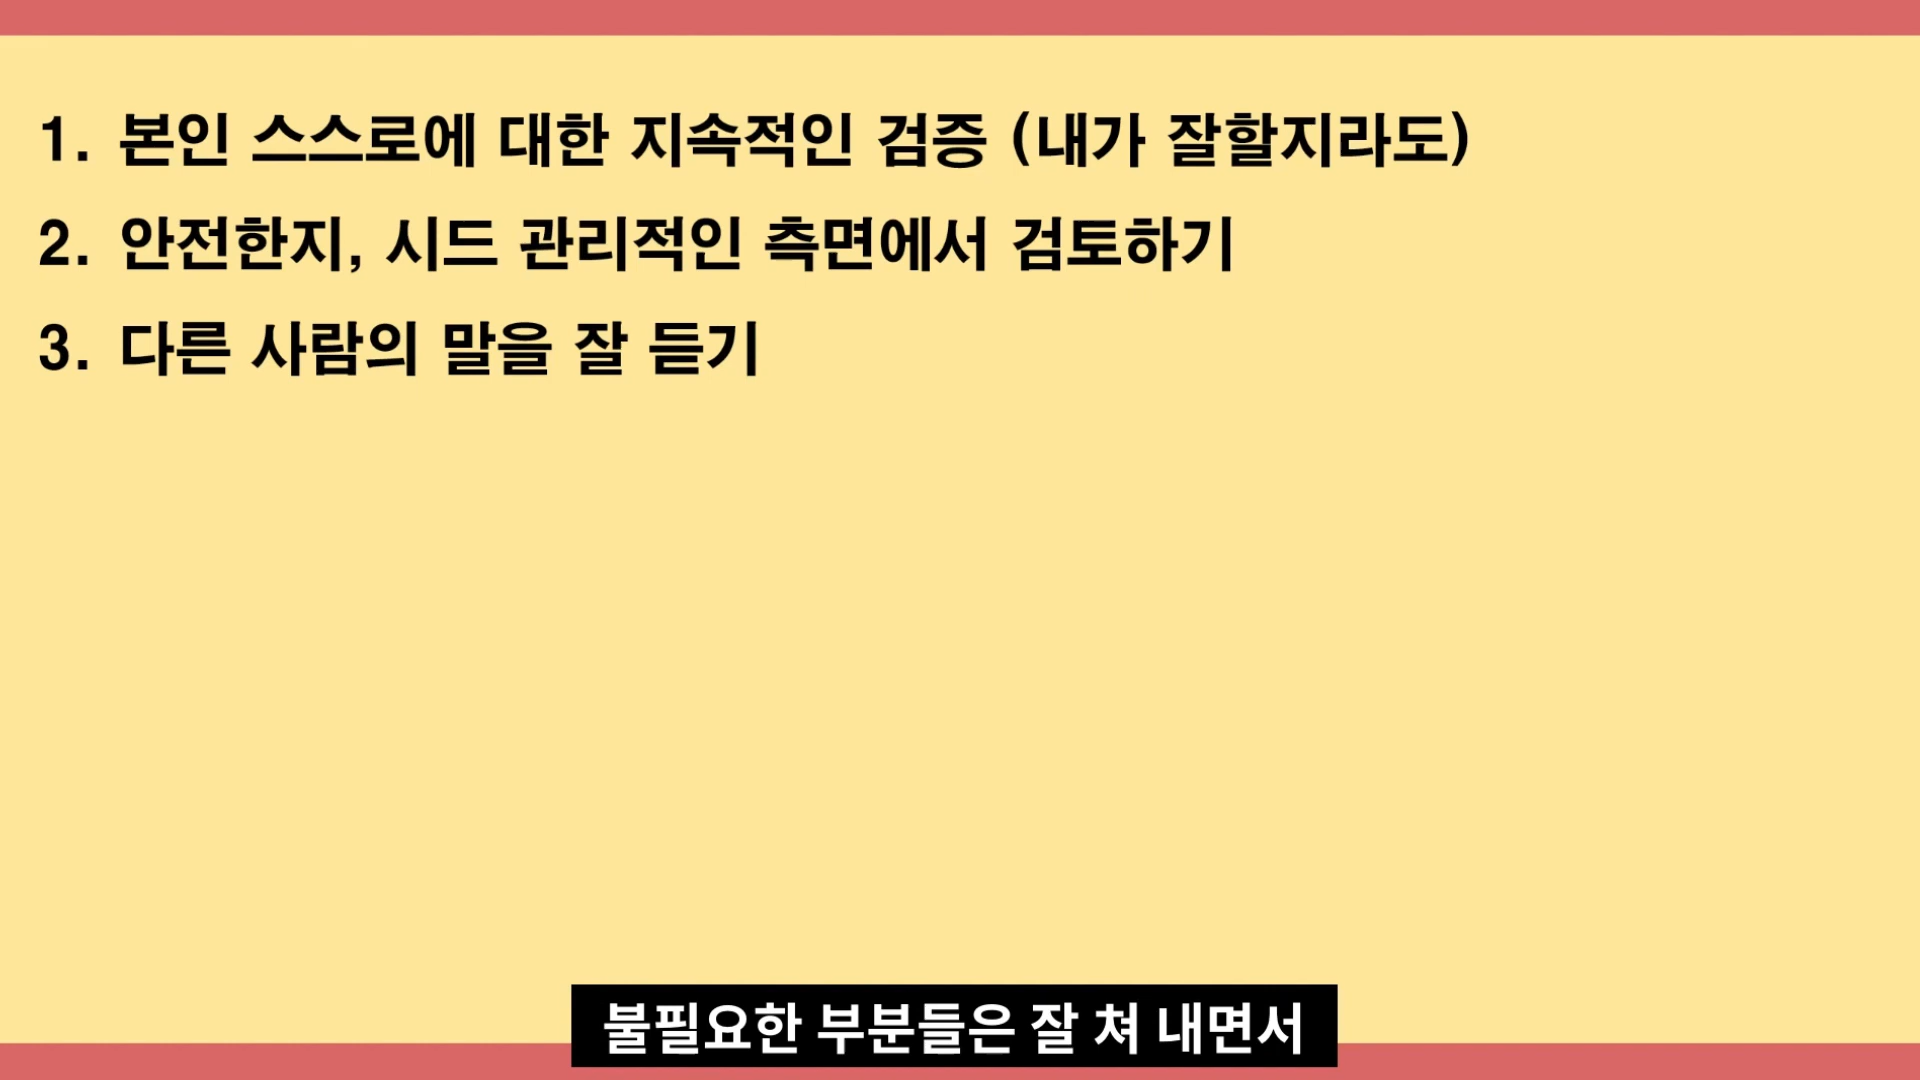 1. 본인 스스로에 대한 지속적인 검증 (내가 잘할지라도)
2. 안전한지, 시드 관리적인 측면에서 검토하기
3. 다른 사람의 말을 잘 듣기
불필요한 부분들은 잘 쳐 내면서